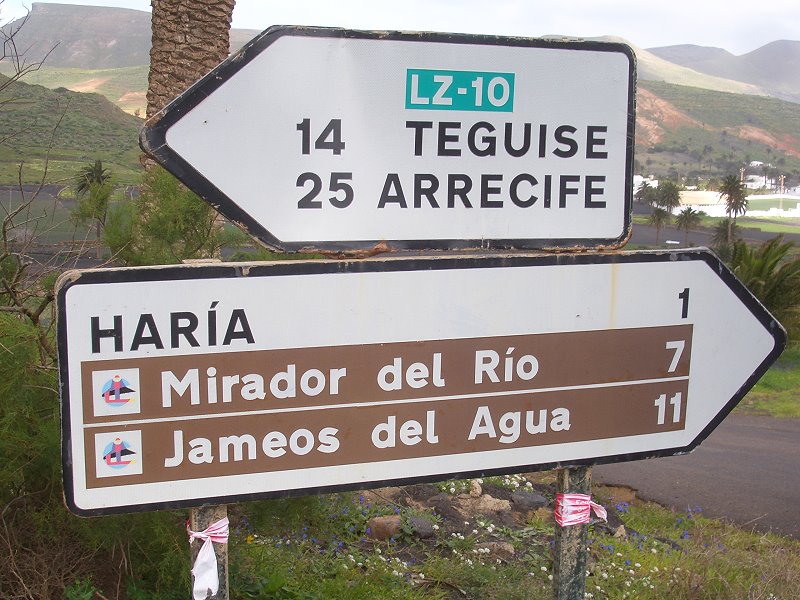 LZ-10
14 TEGUISE
25 ARRECIFE
HARÍA 1
Mirador del Río 7
Jameos del Agua 11